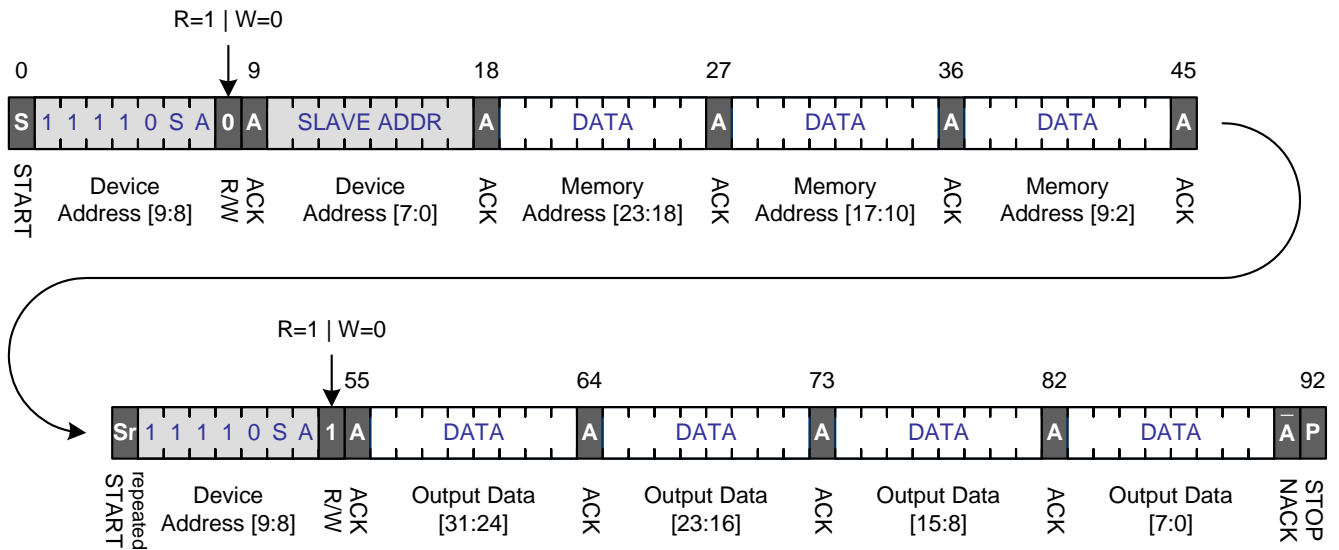 R=1 | W=0
0 9 18 27 36 45
S 1 1 1 1 0 S A 0 A SLAVE ADDR A DATA A DATA A DATA A
START Device Address [9:8] R/W ACK Device Address [7:0] ACK Memory Address [23:18] ACK Memory Address [17:10] ACK Memory Address [9:2] ACK
R=1 | W=0
55 64 73 82 92
Sr 1 1 1 1 0 S A 1 A DATA A DATA A DATA A DATA A̅ P
repeated START Device Address [9:8] R/W ACK Output Data [31:24] ACK Output Data [23:16] ACK Output Data [15:8] ACK Output Data [7:0] NACK STOP